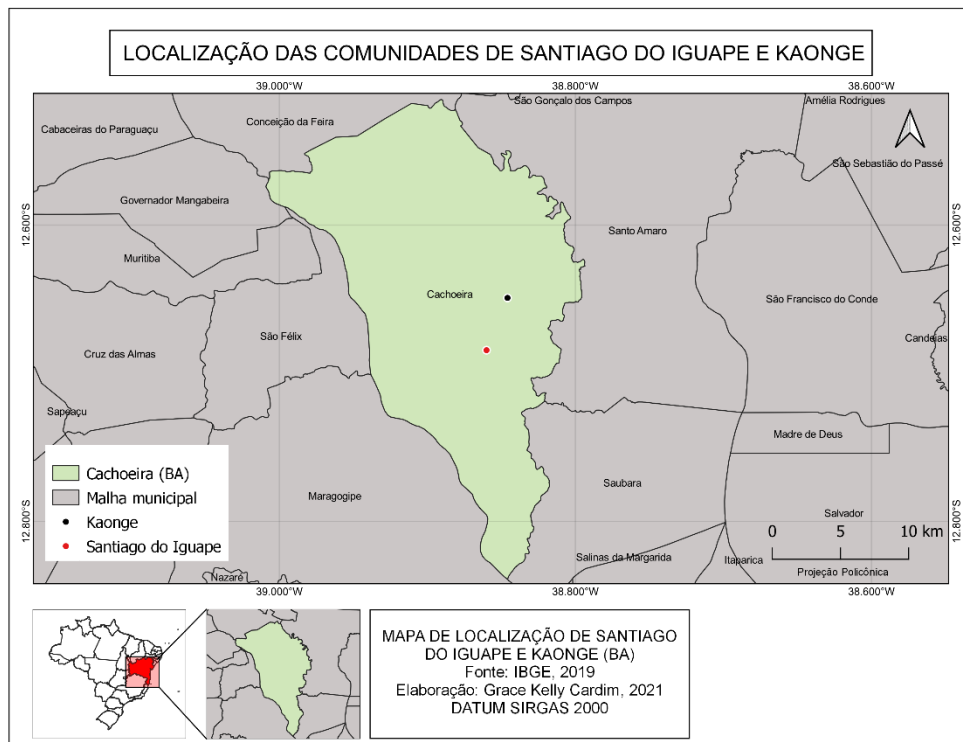 LOCALIZAÇÃO DAS COMUNIDADES DE SANTIAGO DO IGUAPE E KAONGE
39.000°W 38.800°W 38.600°W
São Gonçalo dos Campos
Amélia Rodrigues
Conceição da Feira
Cabaceiras do Paraguaçu
São Sebastião do Passé
Governador Mangabeira
12.600°S
12.600°S
Santo Amaro
Muritiba
Cachoeira
São Francisco do Conde
São Félix
Candeias
Cruz das Almas
Sapeaçu
Madre de Deus
Cachoeira (BA)
Malha municipal
Kaonge
Santiago do Iguape
Maragogipe
Saubara
Salvador
12.800°S
12.800°S
0 5 10 km
Salinas da Margarida
Itaparica
Projeção Policônica
Nazaré
39.000°W 38.800°W 38.600°W
MAPA DE LOCALIZAÇÃO DE SANTIAGO
DO IGUAPE E KAONGE (BA)
Fonte: IBGE, 2019
Elaboração: Grace Kelly Cardim, 2021
DATUM SIRGAS 2000